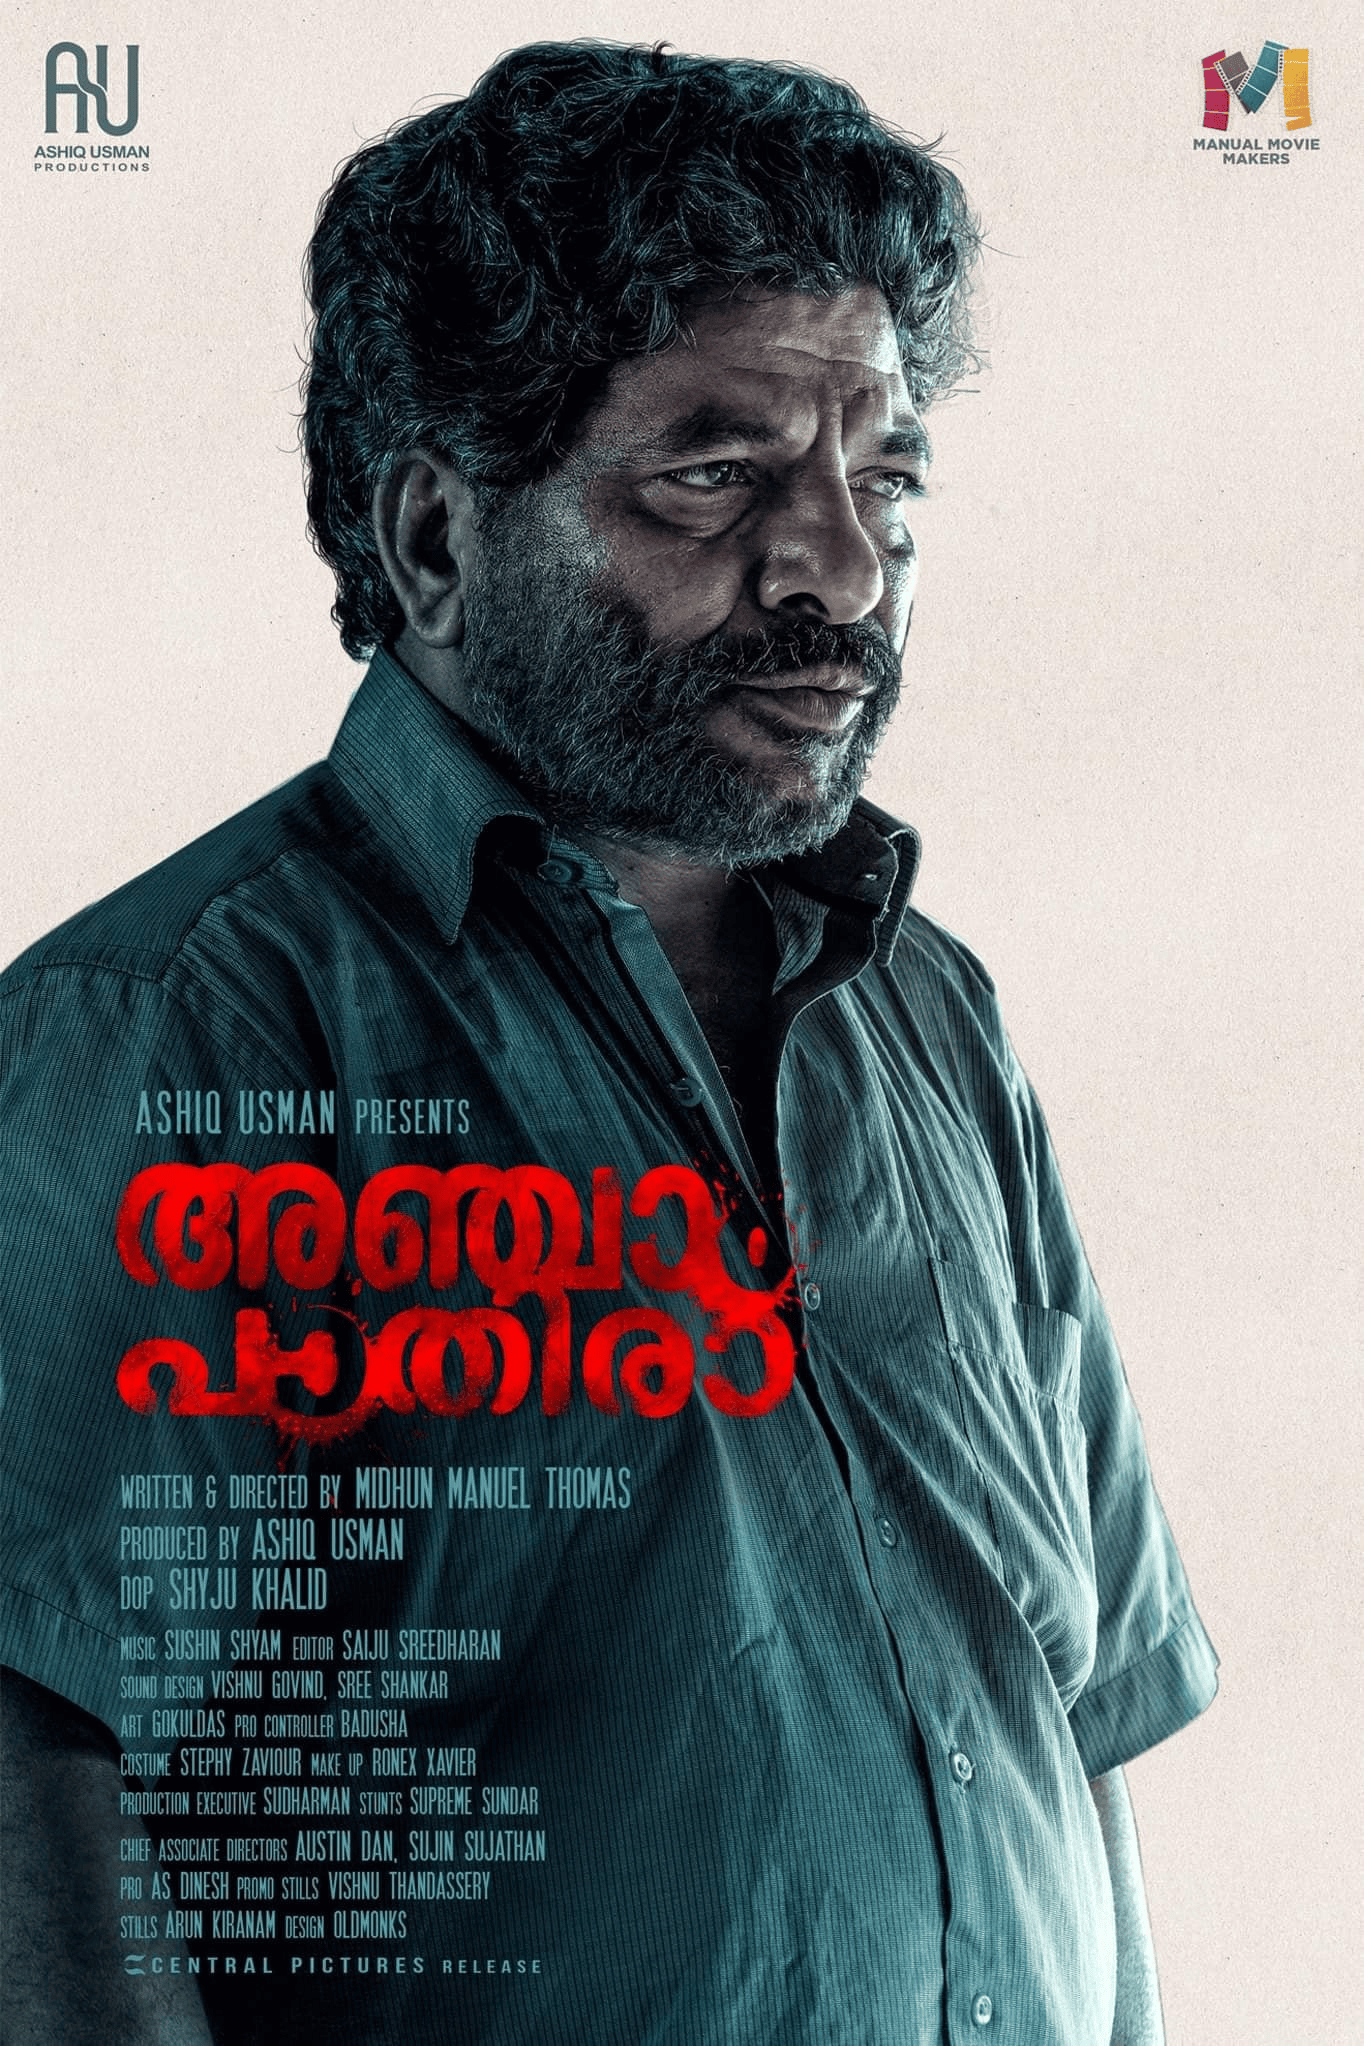 AU
ASHIQ USMAN
PRODUCTIONS
M
MANUAL MOVIE
MAKERS
ASHIQ USMAN PRESENTS
അഞ്ചാം
പാതിരാ
WRITTEN & DIRECTED BY MIDHUN MANUEL THOMAS
PRODUCED BY ASHIQ USMAN
DOP SHYJU KHALID
MUSIC SUSHIN SHYAM EDITOR SAIJU SREEDHARAN
SOUND DESIGN VISHNU GOVIND, SREE SHANKAR
ART GOKULDAS PRO CONTROLLER BADUSHA
COSTUME STEPHY ZAVIOUR MAKE UP RONEX XAVIER
PRODUCTION EXECUTIVE SUDHARMAN STUNTS SUPREME SUNDAR
CHIEF ASSOCIATE DIRECTORS AUSTIN DAN, SUJIN SUJATHAN
PRO AS DINESH PROMO STILLS VISHNU THANDASSERY
STILLS ARUN KIRANAM DESIGN OLDMONKS
CENTRAL PICTURES RELEASE